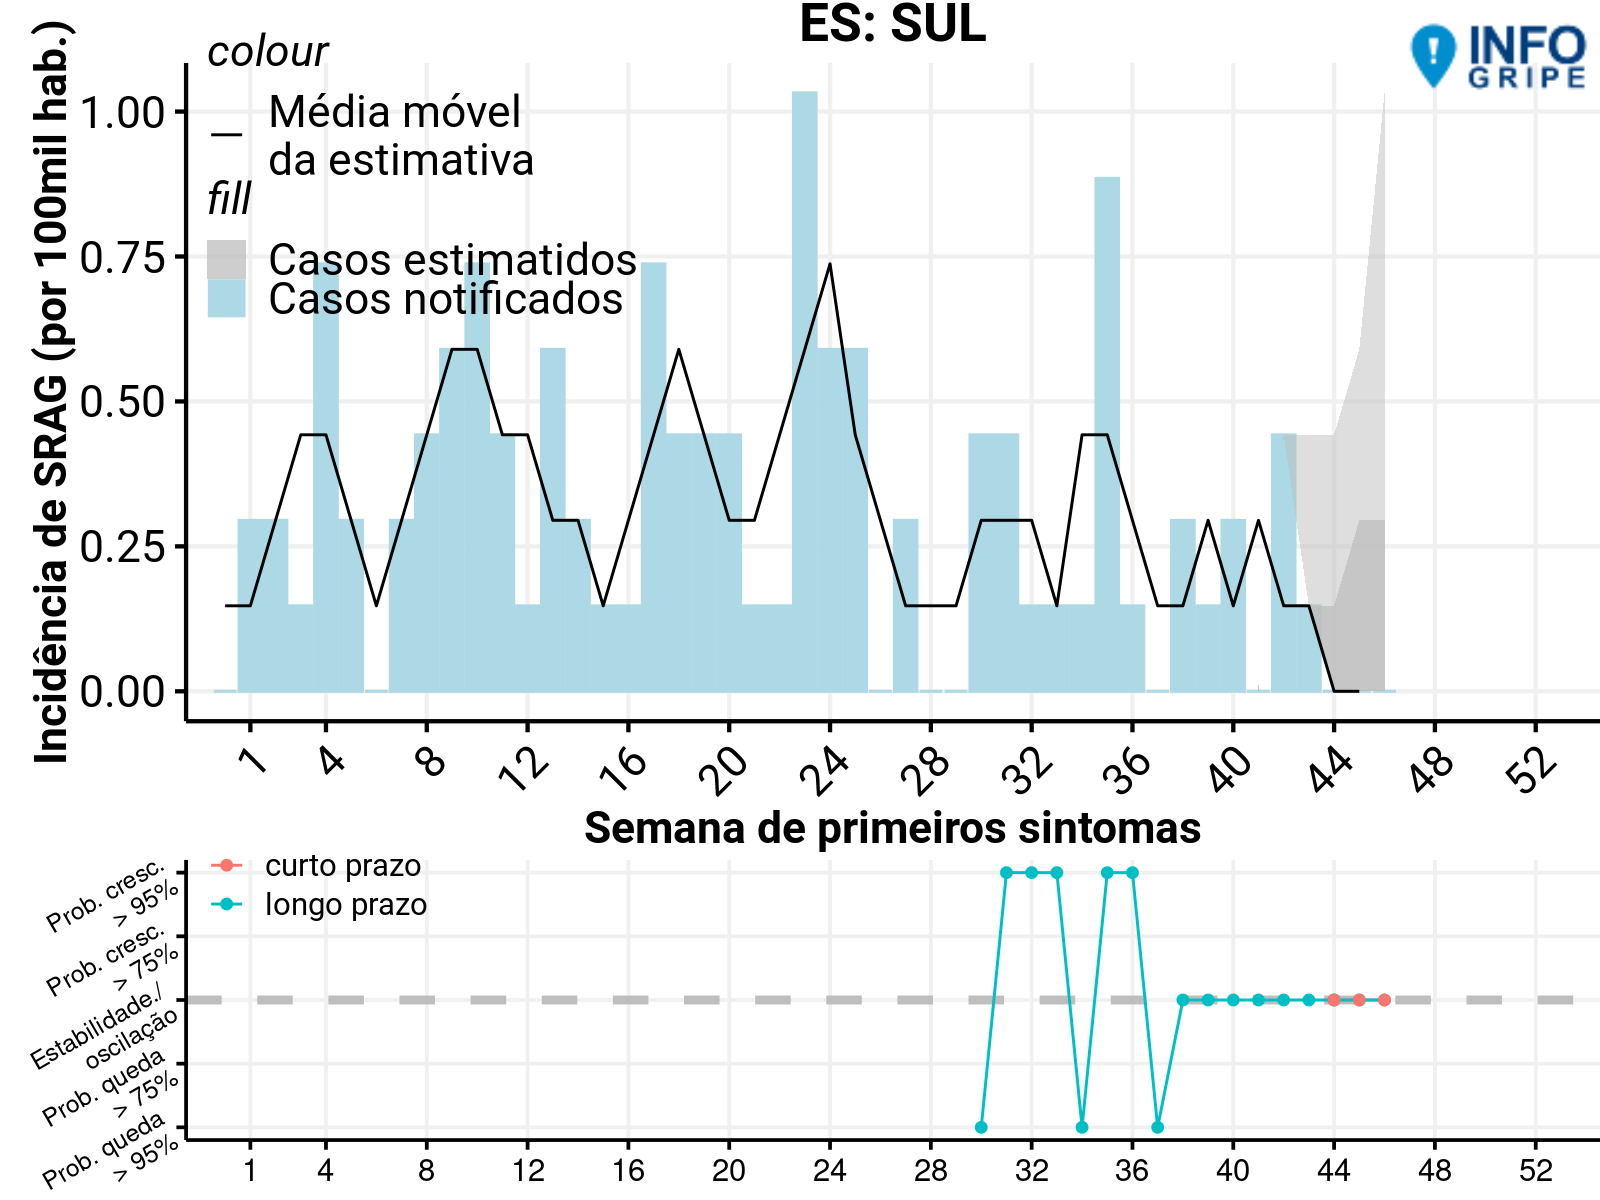 ES: SUL
INFO
GRIPE
Incidência de SRAG (por 100mil hab.)
colour
Média móvel
da estimativa
fill
Casos estimatidos
Casos notificados
1.00
0.75
0.50
0.25
0.00
1 4 8 12 16 20 24 28 32 36 40 44 48 52
Semana de primeiros sintomas
curto prazo
longo prazo
Prob. cresc.
> 95%
Prob. cresc.
> 75%
Estabilidade./
oscilação
Prob. queda
> 75%
Prob. queda
> 95%
1 4 8 12 16 20 24 28 32 36 40 44 48 52